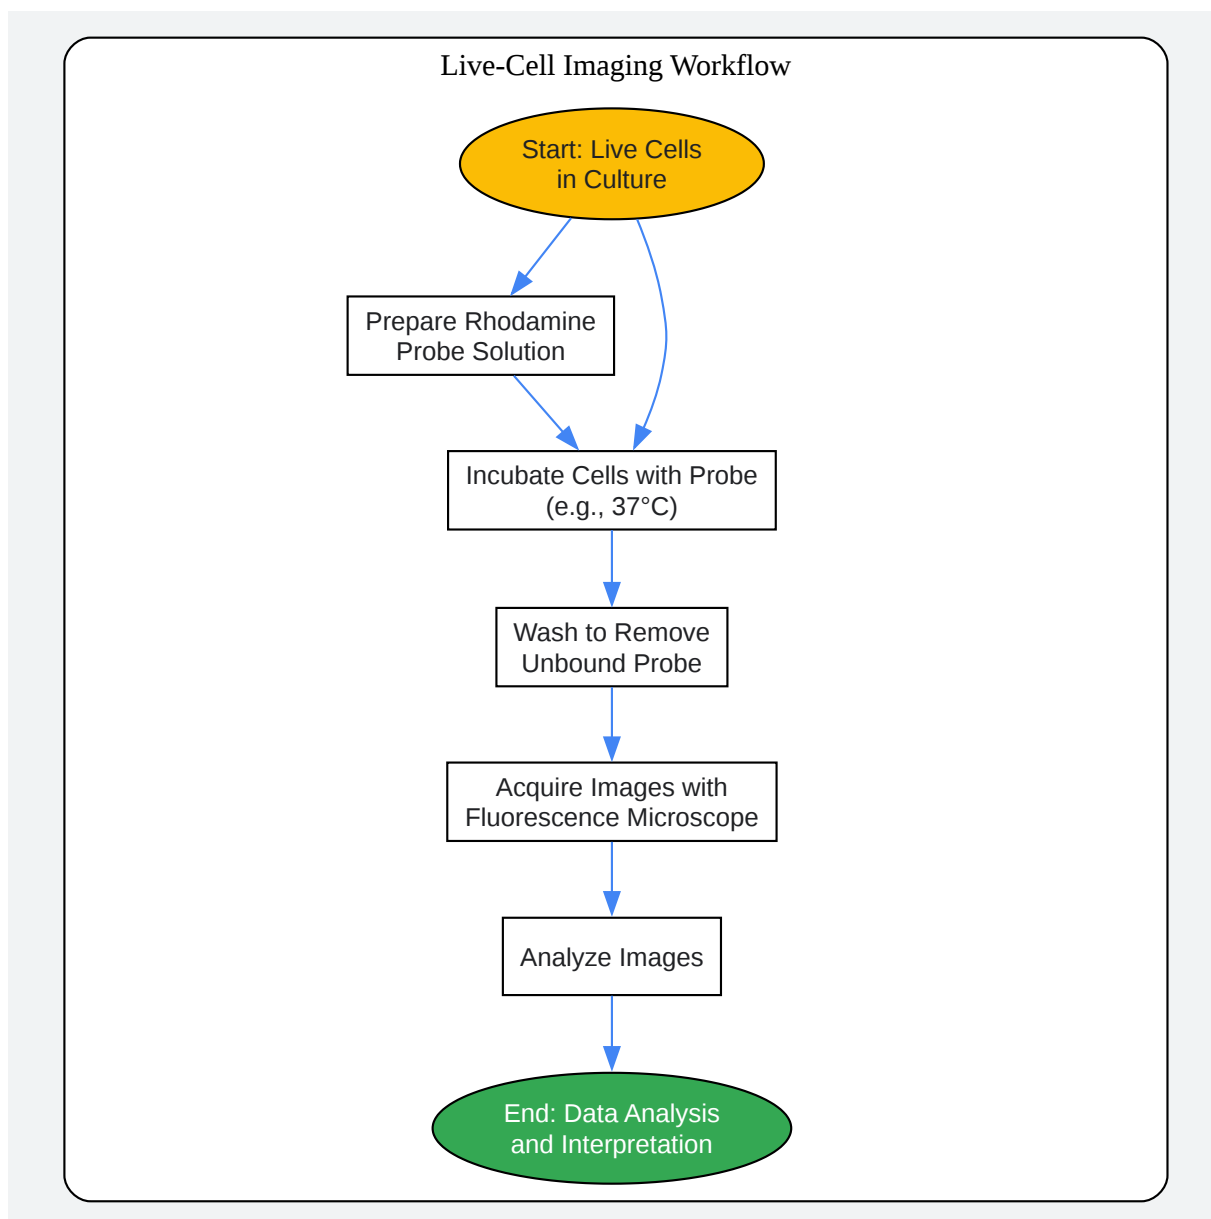 Live-Cell Imaging Workflow
Start: Live Cells
in Culture
Prepare Rhodamine
Probe Solution
Incubate Cells with Probe
(e.g., 37°C)
Wash to Remove
Unbound Probe
Acquire Images with
Fluorescence Microscope
Analyze Images
End: Data Analysis
and Interpretation